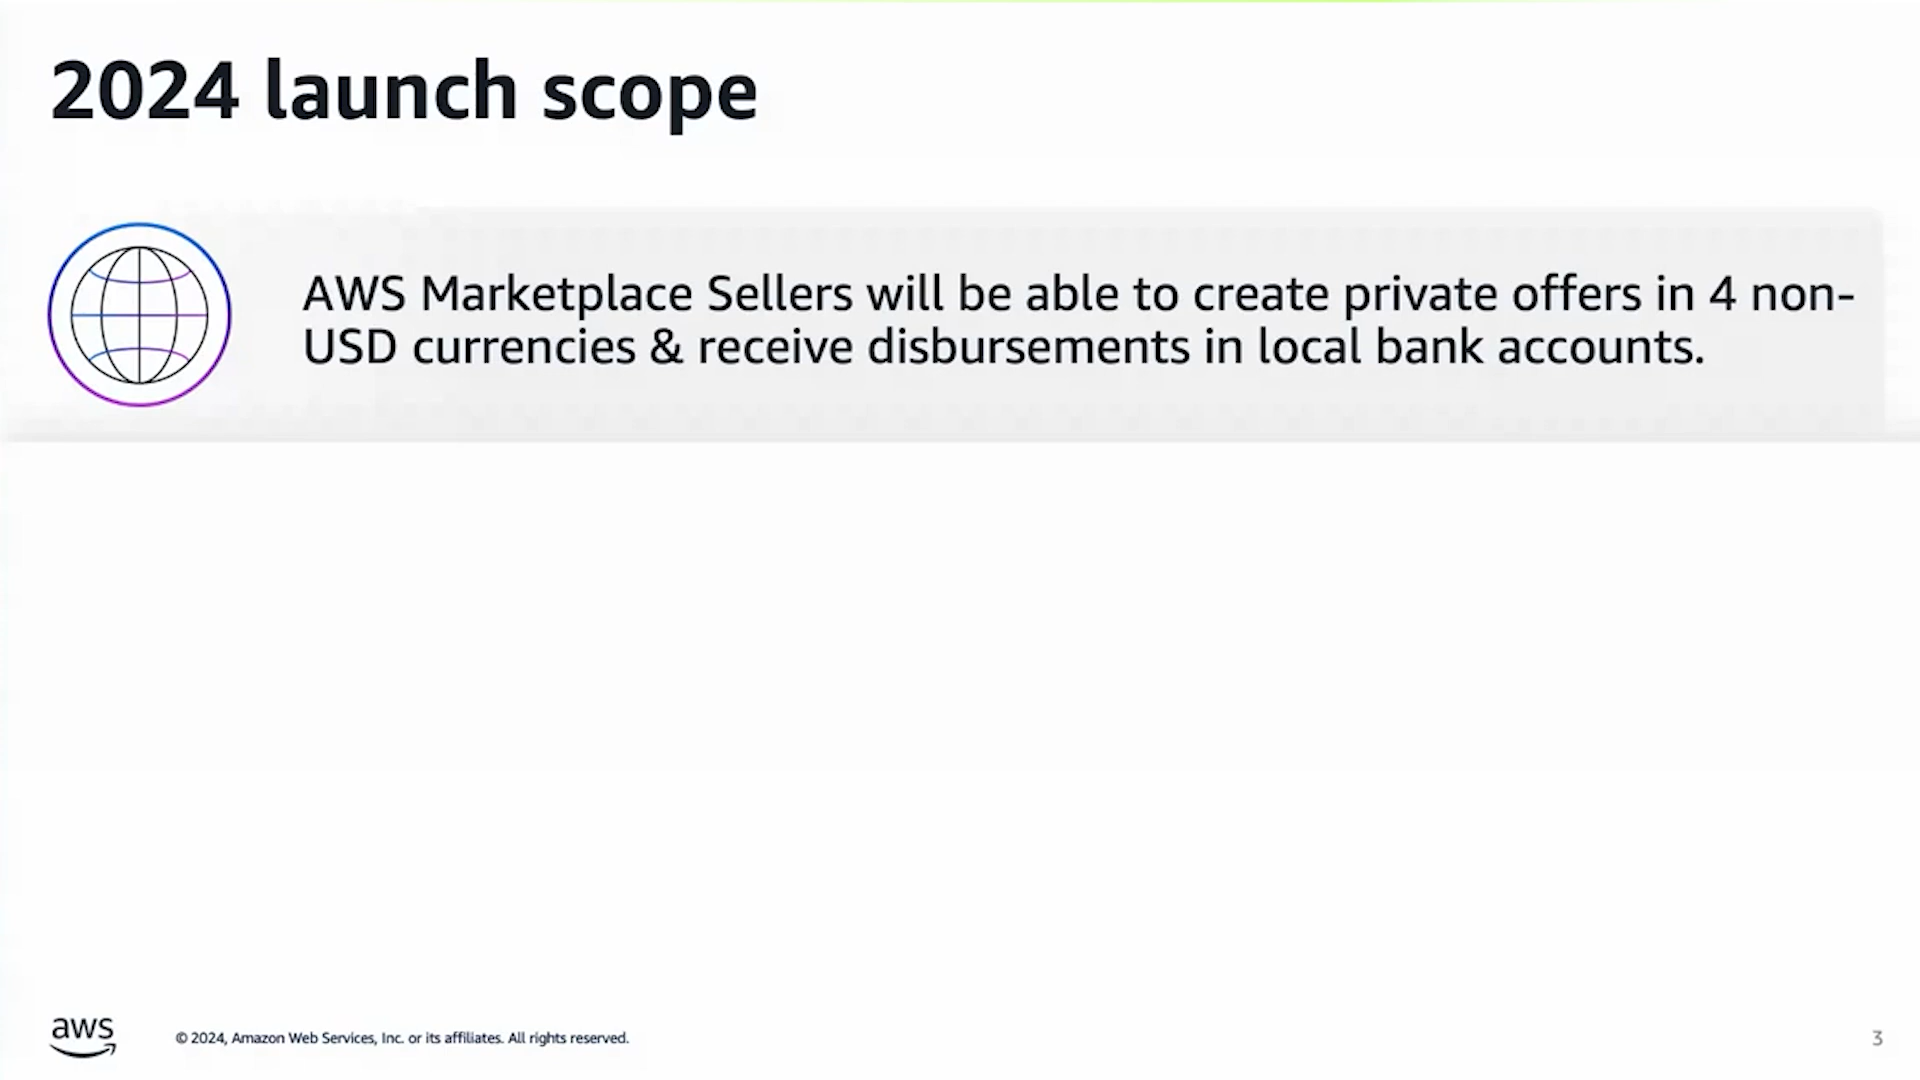 2024 launch scope
AWS Marketplace Sellers will be able to create private offers in 4 non-
USD currencies & receive disbursements in local bank accounts.
aws
© 2024, Amazon Web Services, Inc. or its affiliates. All rights reserved.
3